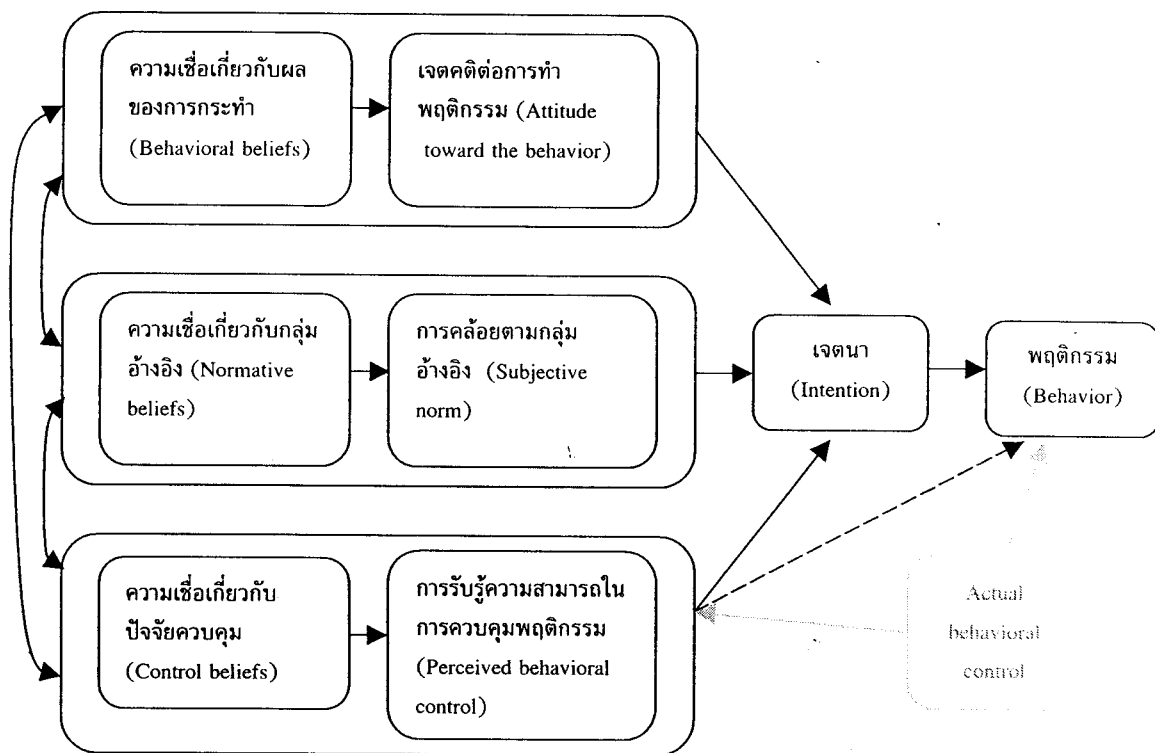 ความเชื่อเกี่ยวกับผล
ของการกระทำ
(Behavioral beliefs)
เจตคติต่อการทำ
พฤติกรรม (Attitude
toward the behavior)
ความเชื่อเกี่ยวกับกลุ่ม
อ้างอิง (Normative
beliefs)
การคล้อยตามกลุ่ม
อ้างอิง (Subjective
norm)
เจตนา
(Intention)
พฤติกรรม
(Behavior)
ความเชื่อเกี่ยวกับ
ปัจจัยควบคุม
(Control beliefs)
การรับรู้ความสามารถใน
การควบคุมพฤติกรรม
(Perceived behavioral
control)
Actual
behavioral
control